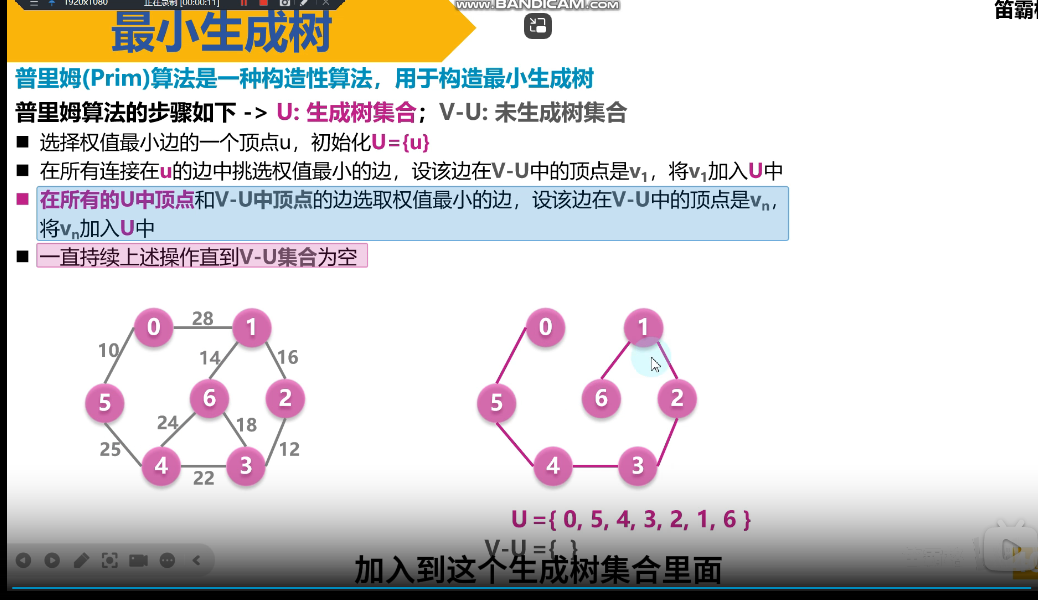 1920x1080 正在录制 [00:00:11]
www.BANDICAM.com
笛霸
最小生成树
普里姆(Prim)算法是一种构造性算法，用于构造最小生成树
普里姆算法的步骤如下 -> U: 生成树集合；V-U: 未生成树集合
■ 选择权值最小边的一个顶点u，初始化U={u}
■ 在所有连接在u的边中挑选权值最小的边，设该边在V-U中的顶点是v₁，将v₁加入U中
■ 在所有的U中顶点和V-U中顶点的边选取权值最小的边，设该边在V-U中的顶点是vₙ，
将vₙ加入U中
■ 一直持续上述操作直到V-U集合为空
0 28 1
10 14 16
5 6 2
24 18
25 12
4 22 3
0 1
5 6 2
4 3
U ={ 0, 5, 4, 3, 2, 1, 6 }
V-U ={ }
加入到这个生成树集合里面